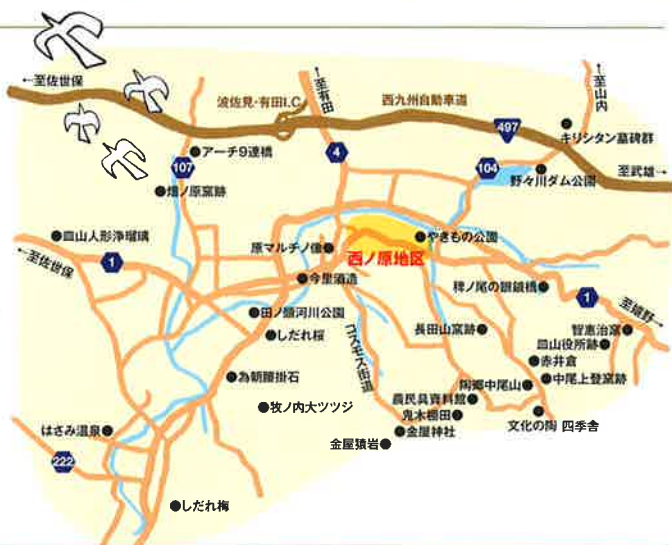 ←至佐世保
波佐見・有田I.C
↑至有田
西九州自動車道
↑至山内
497
キリシタン墓碑群
アーチ9連橋
4
107
104
至武雄→
野々川ダム公園
畑ノ原窯跡
皿山人形浄瑠璃
やきもの公園
原マルチノ像
西ノ原地区
←至佐世保
1
今里酒造
稗ノ尾の眼鏡橋
1
至嬉野→
田ノ頭河川公園
しだれ桜
コスモス街道
長田山窯跡
智恵治窯
皿山役所跡
赤井倉
為朝腰掛石
陶郷中尾山
中尾上登窯跡
農民具資料館
牧ノ内大ツツジ
鬼木棚田
文化の陶 四季舎
はさみ温泉
金屋神社
金屋猿岩
222
しだれ梅